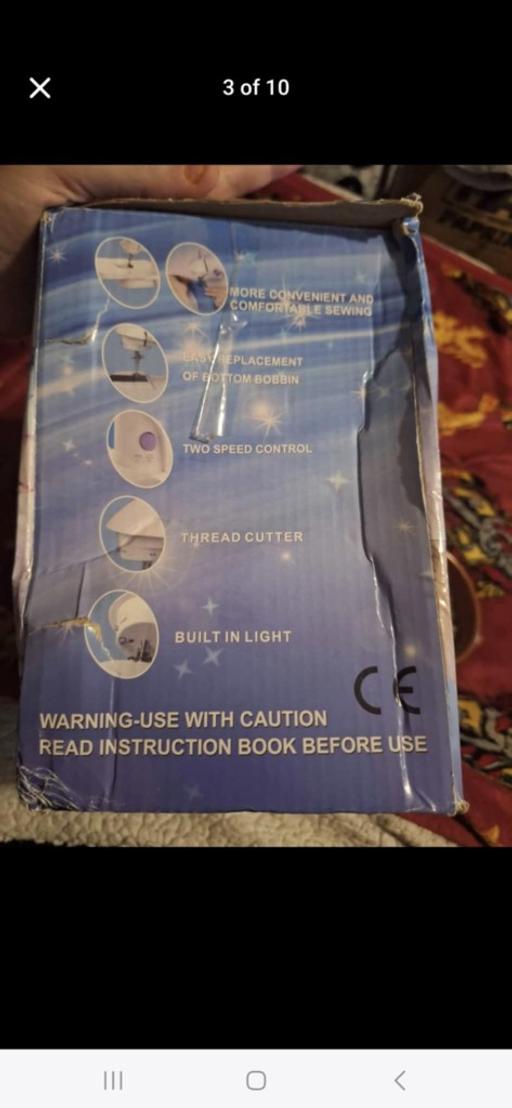 3 of 10
MORE CONVENIENT AND
COMFORTABLE SEWING
EASY REPLACEMENT
OF BOTTOM BOBBIN
TWO SPEED CONTROL
THREAD CUTTER
BUILT IN LIGHT
CE
WARNING-USE WITH CAUTION
READ INSTRUCTION BOOK BEFORE USE